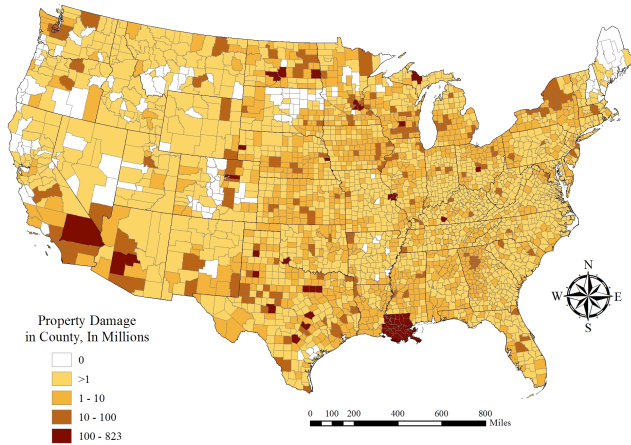 N
W E
S
Property Damage
in County, In Millions
0
>1
1 - 10
10 - 100
100 - 823
0 100 200 400 600 800
Miles